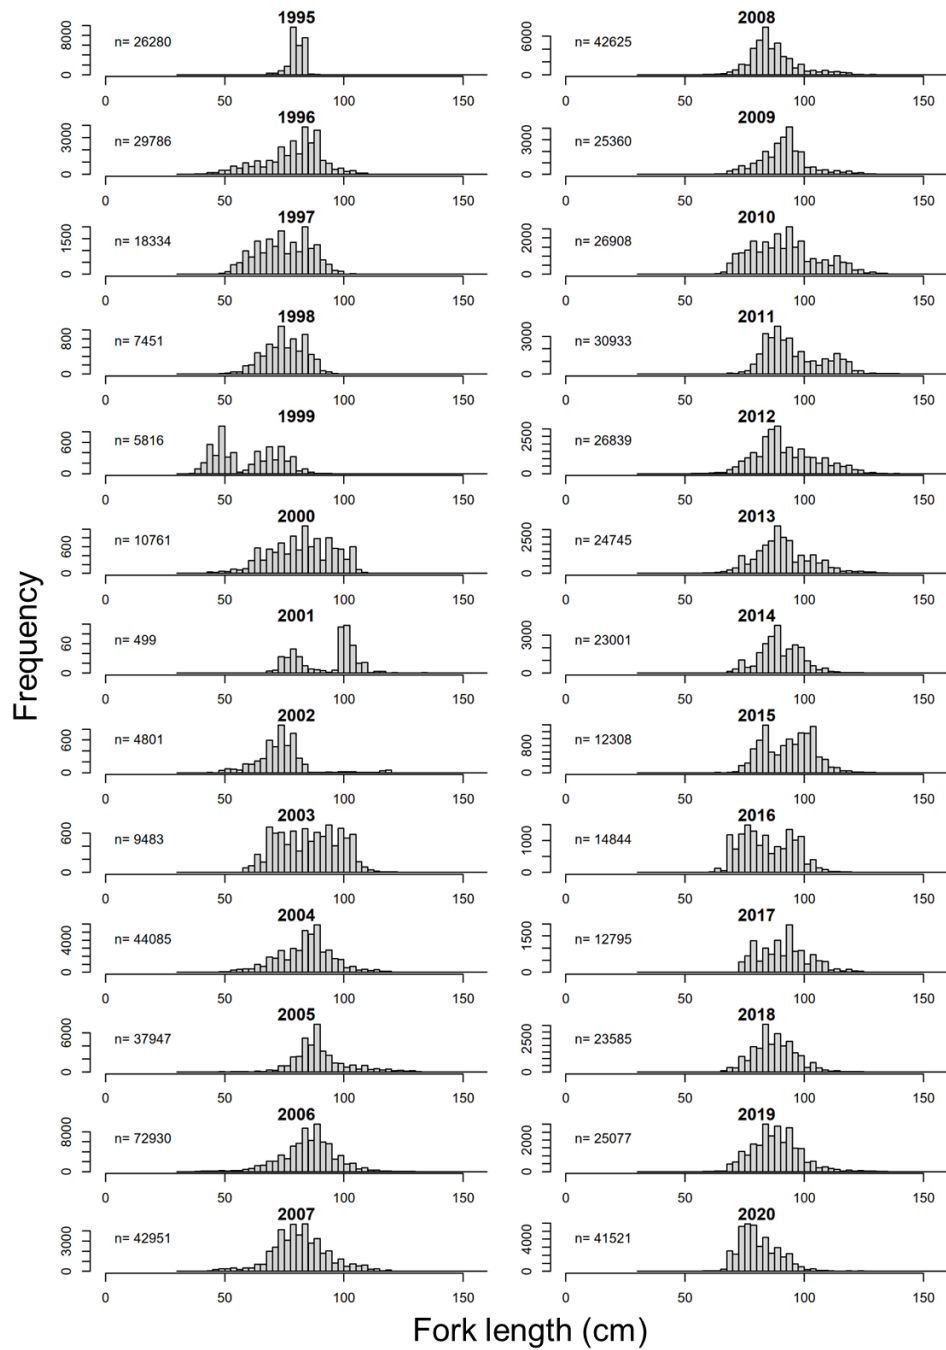 Frequency
1995
n= 26280
0 8000
0 50 100 150
1996
n= 29786
0 3000
0 50 100 150
1997
n= 18334
0 1500
0 50 100 150
1998
n= 7451
0 800
0 50 100 150
1999
n= 5816
0 600
0 50 100 150
2000
n= 10761
0 600
0 50 100 150
2001
n= 499
0 60
0 50 100 150
2002
n= 4801
0 600
0 50 100 150
2003
n= 9483
0 600
0 50 100 150
2004
n= 44085
0 4000
0 50 100 150
2005
n= 37947
0 6000
0 50 100 150
2006
n= 72930
0 8000
0 50 100 150
2007
n= 42951
0 3000
0 50 100 150
2008
n= 42625
0 6000
0 50 100 150
2009
n= 25360
0 3000
0 50 100 150
2010
n= 26908
0 2000
0 50 100 150
2011
n= 30933
0 3000
0 50 100 150
2012
n= 26839
0 2500
0 50 100 150
2013
n= 24745
0 2500
0 50 100 150
2014
n= 23001
0 3000
0 50 100 150
2015
n= 12308
0 800
0 50 100 150
2016
n= 14844
0 1000
0 50 100 150
2017
n= 12795
0 1500
0 50 100 150
2018
n= 23585
0 2500
0 50 100 150
2019
n= 25077
0 2000
0 50 100 150
2020
n= 41521
0 4000
0 50 100 150
Fork length (cm)